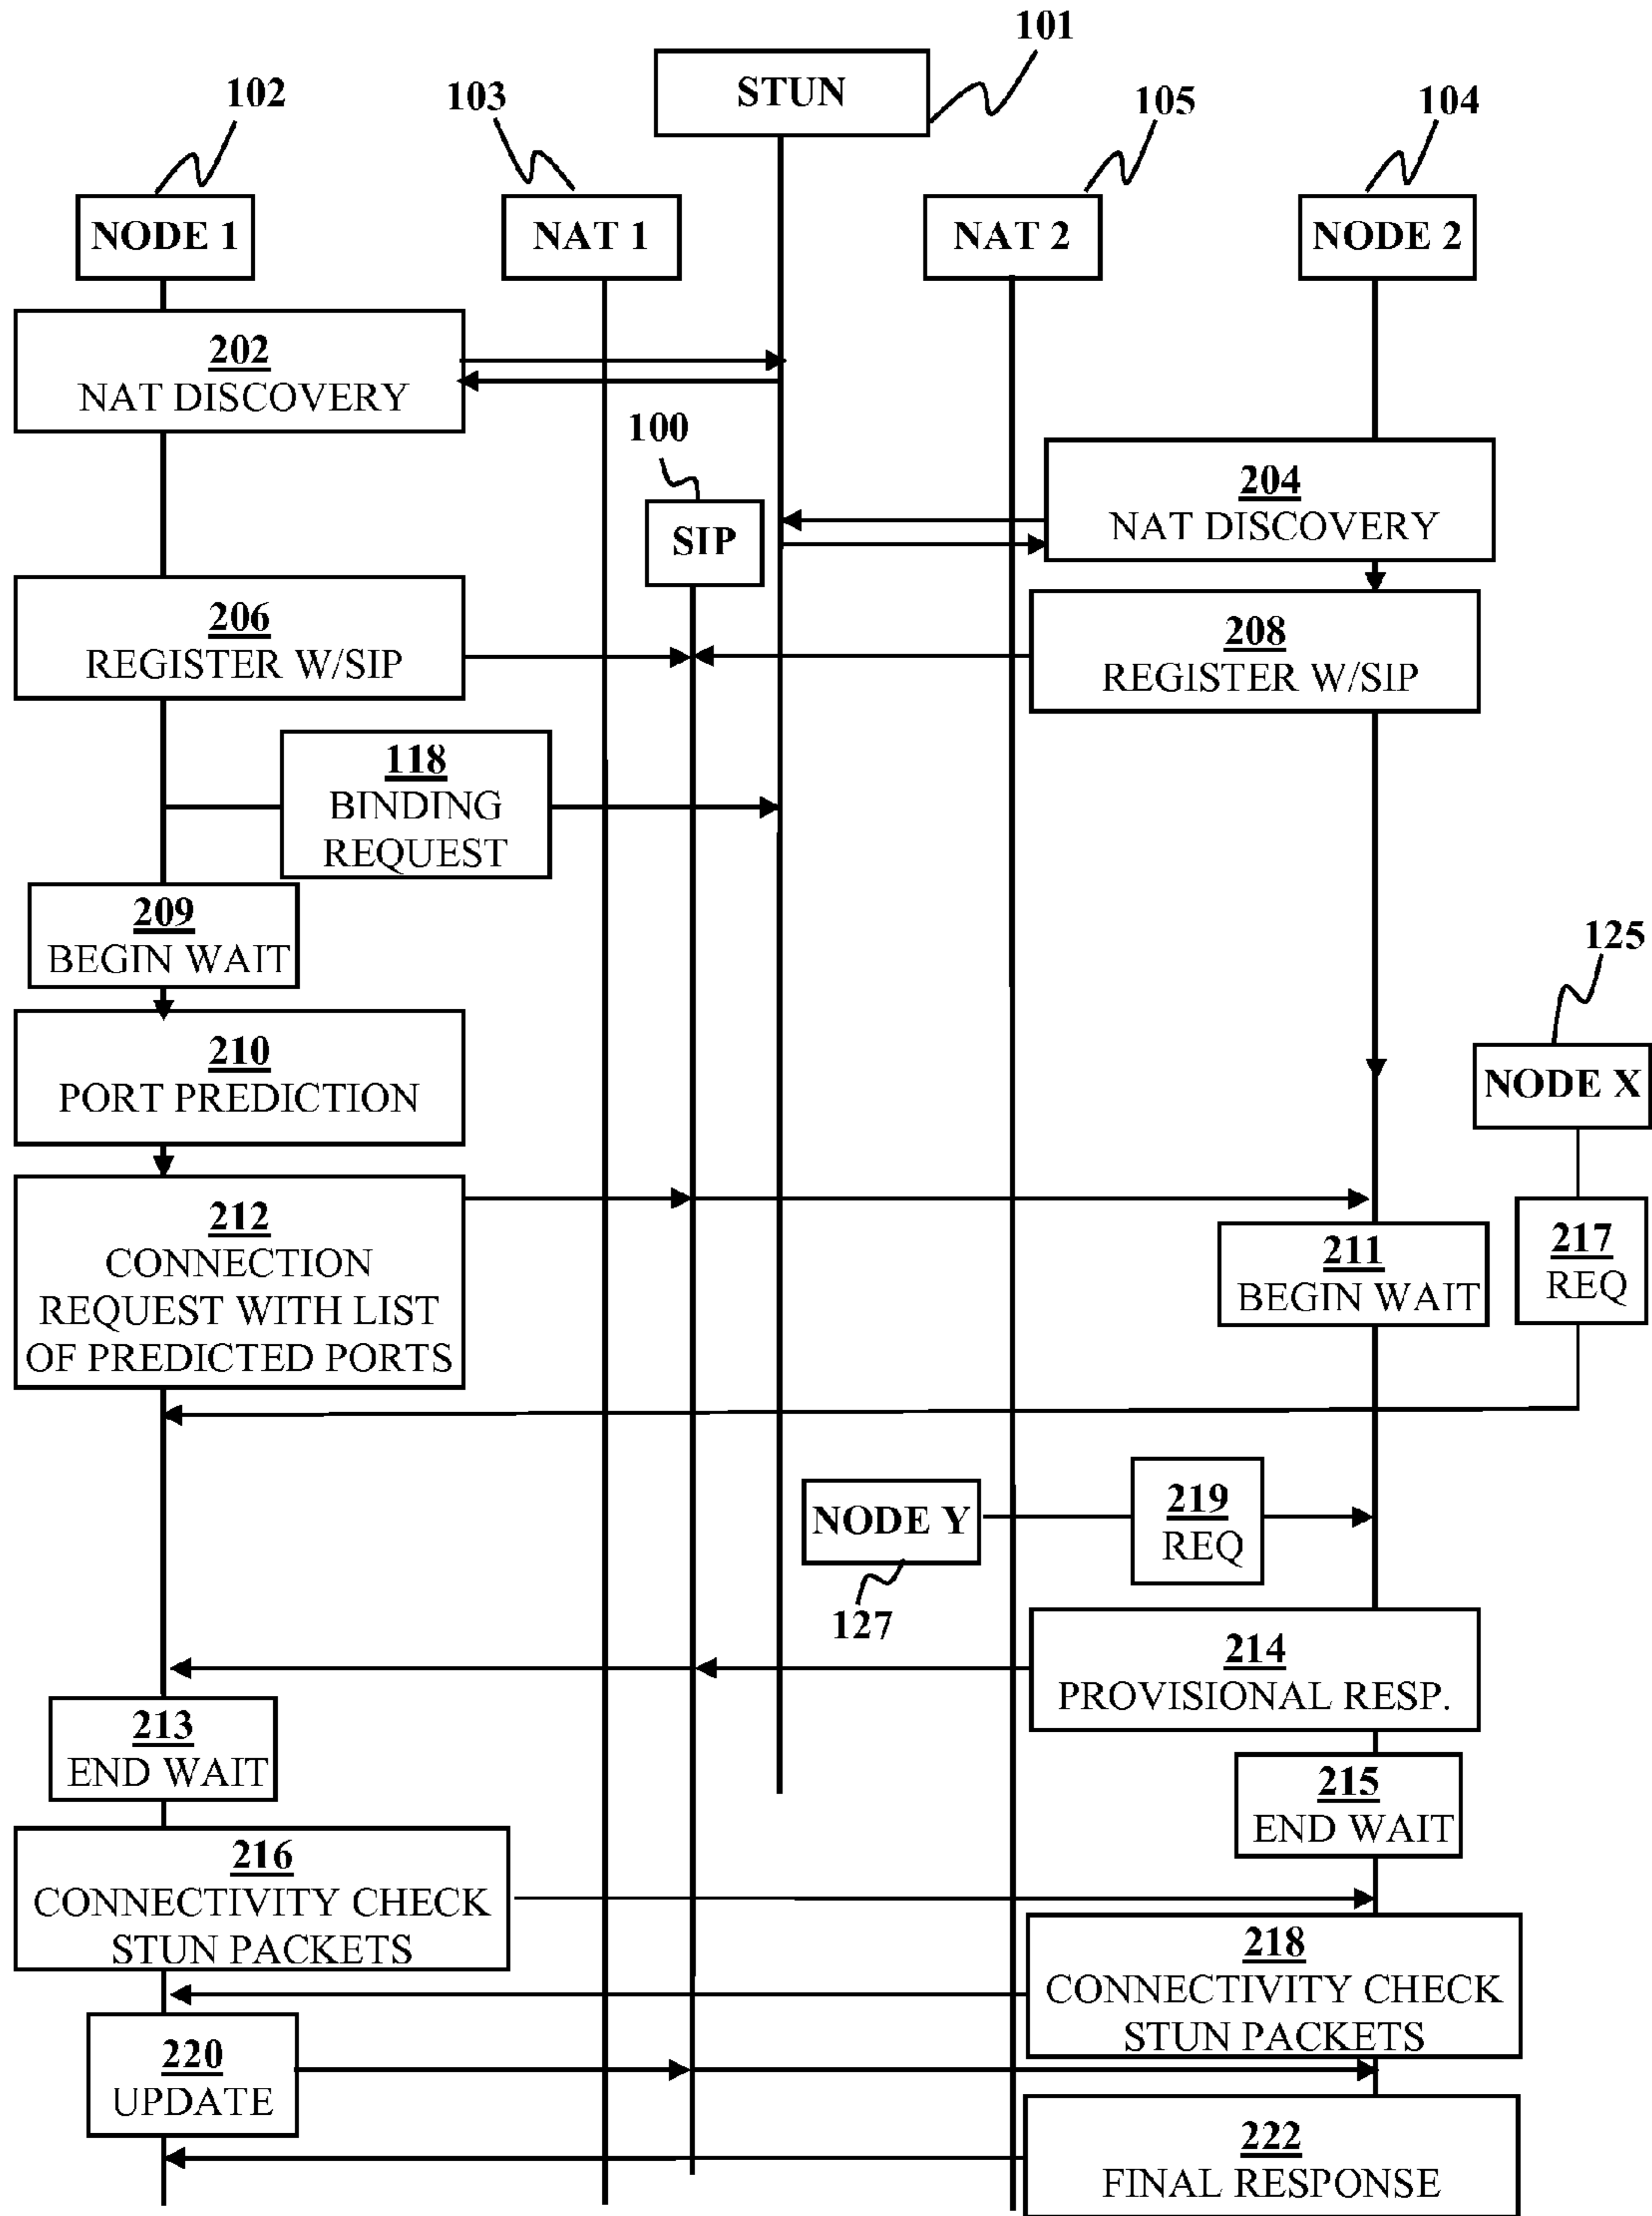 101
STUN
102
103
105
104
NODE 1
NAT 1
NAT 2
NODE 2
202
NAT DISCOVERY
100
SIP
204
NAT DISCOVERY
206
REGISTER W/SIP
208
REGISTER W/SIP
118
BINDING
REQUEST
209
BEGIN WAIT
125
NODE X
210
PORT PREDICTION
212
CONNECTION
REQUEST WITH LIST
OF PREDICTED PORTS
211
BEGIN WAIT
217
REQ
NODE Y
127
219
REQ
214
PROVISIONAL RESP.
213
END WAIT
215
END WAIT
216
CONNECTIVITY CHECK
STUN PACKETS
218
CONNECTIVITY CHECK
STUN PACKETS
220
UPDATE
222
FINAL RESPONSE